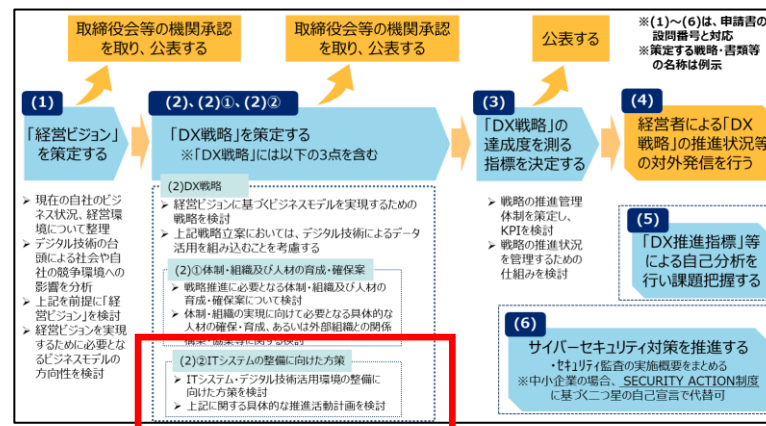 取締役会等の機関承認
を取り、公表する
取締役会等の機関承認
を取り、公表する
公表する
※(1)～(6)は、申請書の
設問番号と対応
※策定する戦略・書類等
の名称は例示
(1)
「経営ビジョン」
を策定する
➢ 現在の自社のビジ
ネス状況、経営環
境について整理
➢ デジタル技術の台
頭による社会や自
社の競争環境への
影響を分析
➢ 上記を前提に「経
営ビジョン」を検討
➢ 経営ビジョンを実現
するために必要とな
るビジネスモデルの
方向性を検討
(2)、(2)①、(2)②
「DX戦略」を策定する
※「DX戦略」には以下の3点を含む
(2)DX戦略
➢ 経営ビジョンに基づくビジネスモデルを実現するための
戦略を検討
➢ 上記戦略立案においては、デジタル技術によるデータ
活用を組み込むことを考慮する
(2)①体制・組織及び人材の育成・確保案
➢ 戦略推進に必要となる体制・組織及び人材の
育成・確保案について検討
➢ 体制・組織の実現に向けて必要となる具体的な
人材の確保・育成、あるいは外部組織との関係
構築・協業等に関する検討
(2)②ITシステムの整備に向けた方策
➢ ITシステム・デジタル技術活用環境の整備に
向けた方策を検討
➢ 上記に関する具体的な推進活動計画を検討
(3)
「DX戦略」の
達成度を測る
指標を決定する
➢ 戦略の推進管理
体制を策定し、
KPIを検討
➢ 戦略の推進状況
を管理するための
仕組みを検討
(4)
経営者による「DX
戦略」の推進状況等
の対外発信を行う
(5)
「DX推進指標」等
による自己分析を
行い課題把握する
(6)
サイバーセキュリティ対策を推進する
・セキュリティ監査の実施概要をまとめる
※中小企業の場合、SECURITY ACTION制度
に基づく二つ星の自己宣言で代替可